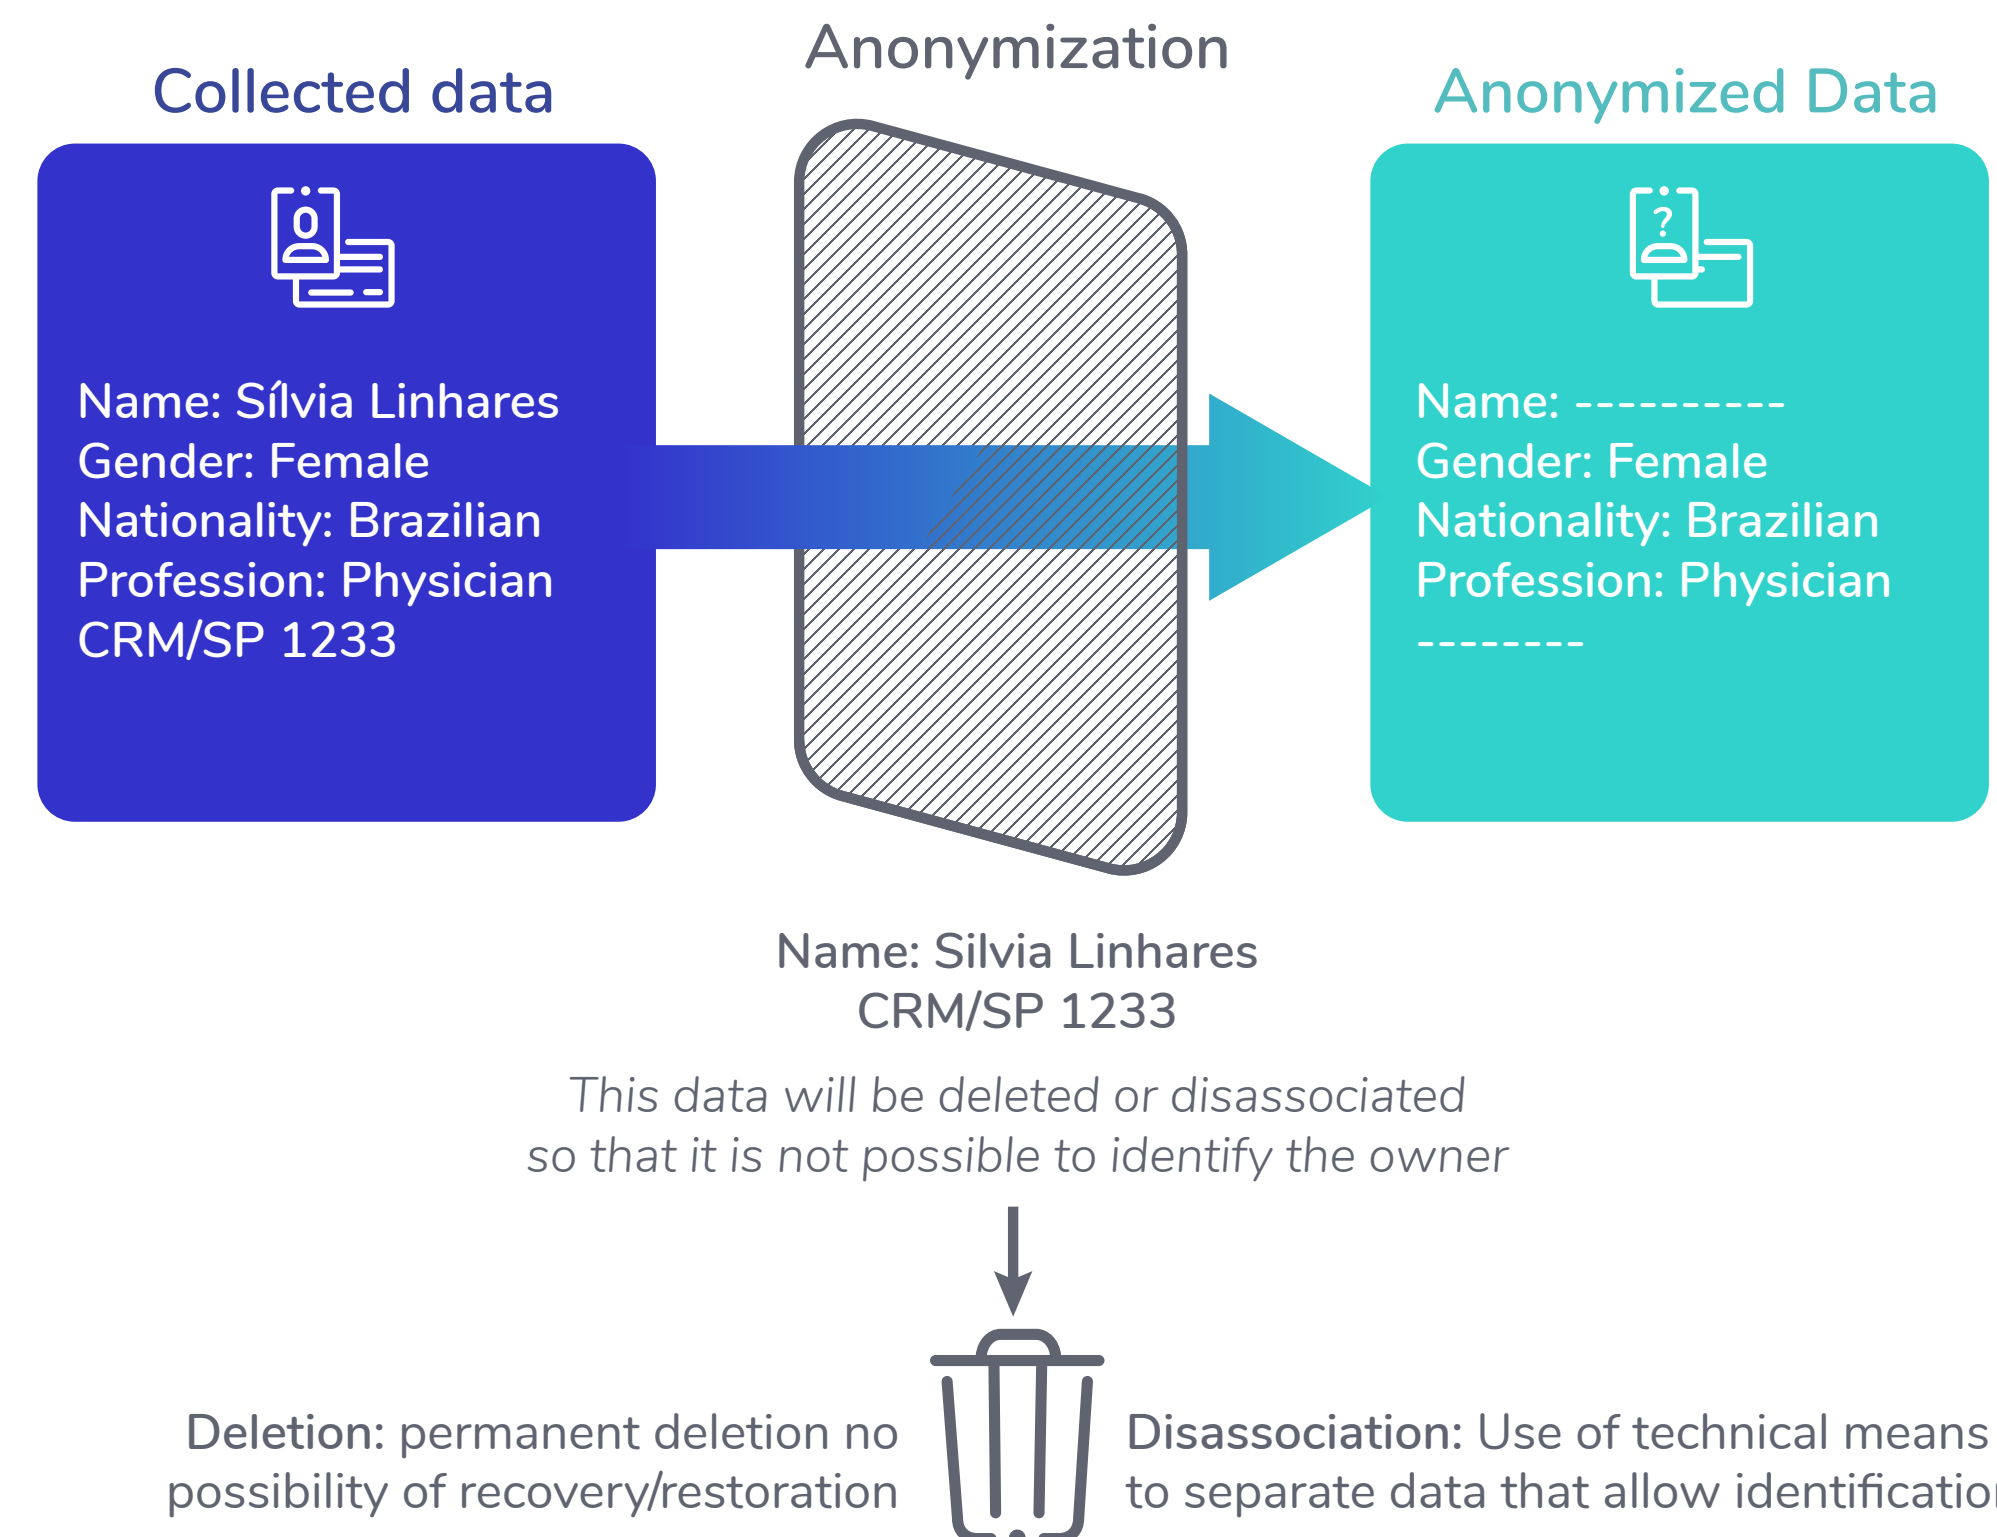 Anonymization
Collected data
Anonymized Data
Name: Sílvia Linhares
Gender: Female
Nationality: Brazilian
Profession: Physician
CRM/SP 1233
Name: ----------
Gender: Female
Nationality: Brazilian
Profession: Physician
--------
?
Name: Silvia Linhares
CRM/SP 1233
This data will be deleted or disassociated
so that it is not possible to identify the owner
Deletion: permanent deletion no
possibility of recovery/restoration
Disassociation: Use of technical means
to separate data that allow identification